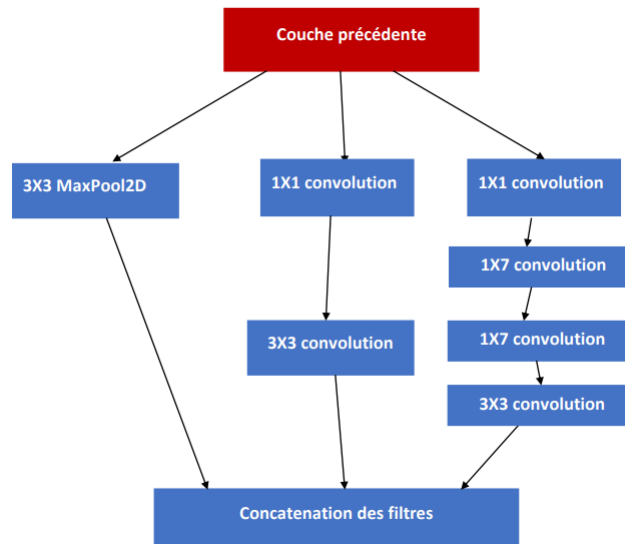 Couche précédente
3X3 MaxPool2D
1X1 convolution
1X1 convolution
1X7 convolution
3X3 convolution
1X7 convolution
3X3 convolution
Concatenation des filtres